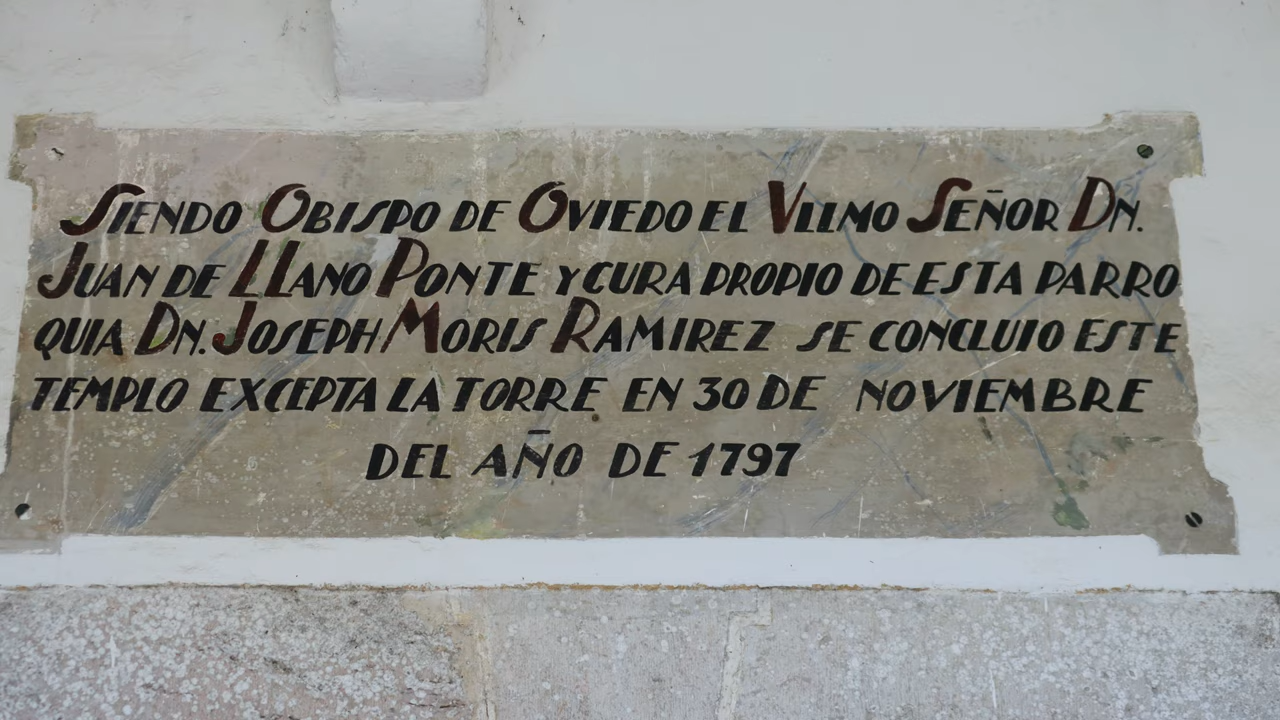 SIENDO OBISPO DE OVIEDO EL VLLMO SEÑOR DN.
JUAN DE LLANO PONTE Y CURA PROPIO DE ESTA PARRO
QUIA DN. JOSEPH MORIS RAMIREZ SE CONCLUIO ESTE
TEMPLO EXCEPTA LA TORRE EN 30 DE NOVIEMBRE
DEL AÑO DE 1797